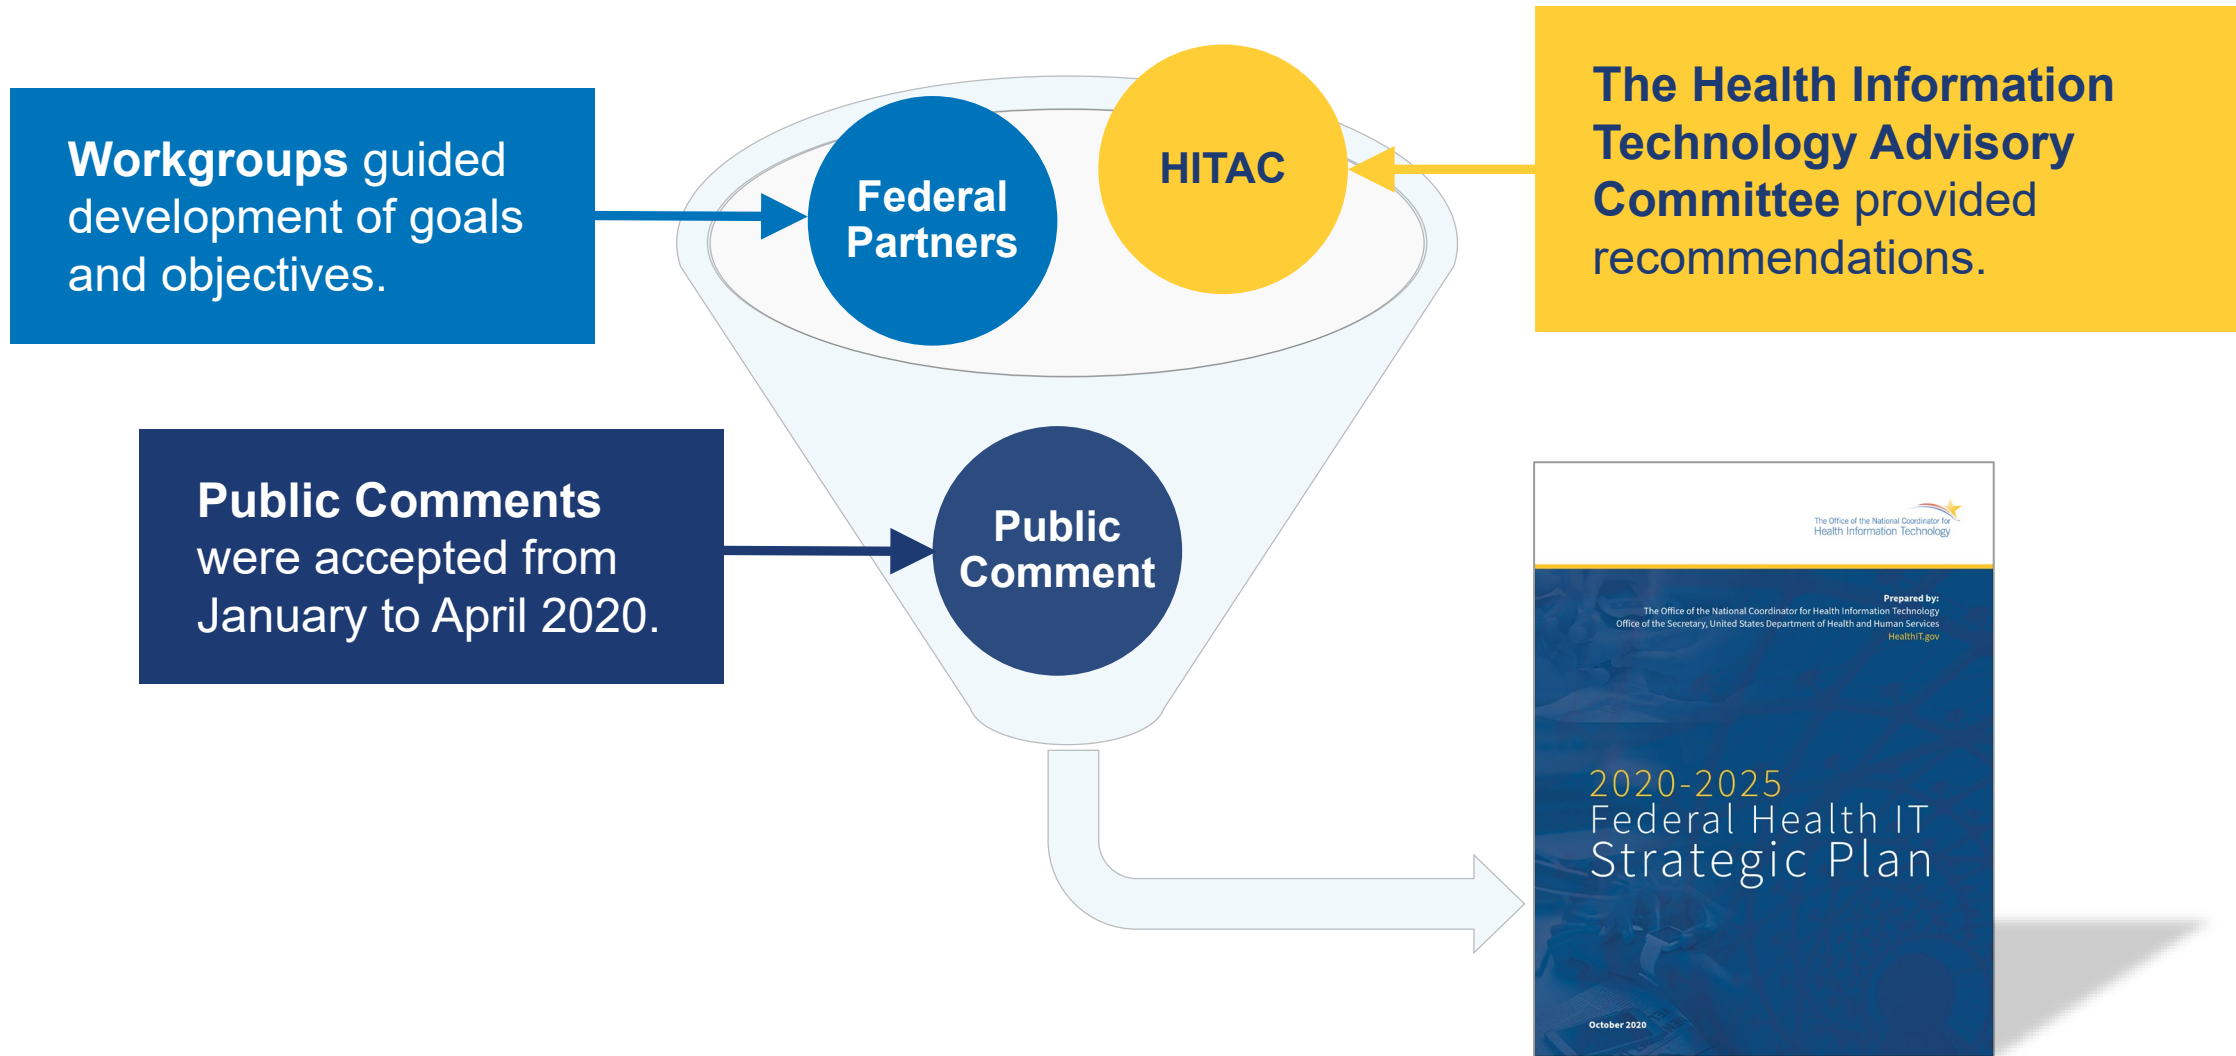 Workgroups guided
development of goals
and objectives.
Federal
Partners
HITAC
The Health Information
Technology Advisory
Committee provided
recommendations.
Public Comments
were accepted from
January to April 2020.
Public
Comment
The Office of the National Coordinator for
Health Information Technology
Prepared by:
The Office of the National Coordinator for Health Information Technology
Office of the Secretary, United States Department of Health and Human Services
HealthIT.gov
2020-2025
Federal Health IT
Strategic Plan
October 2020